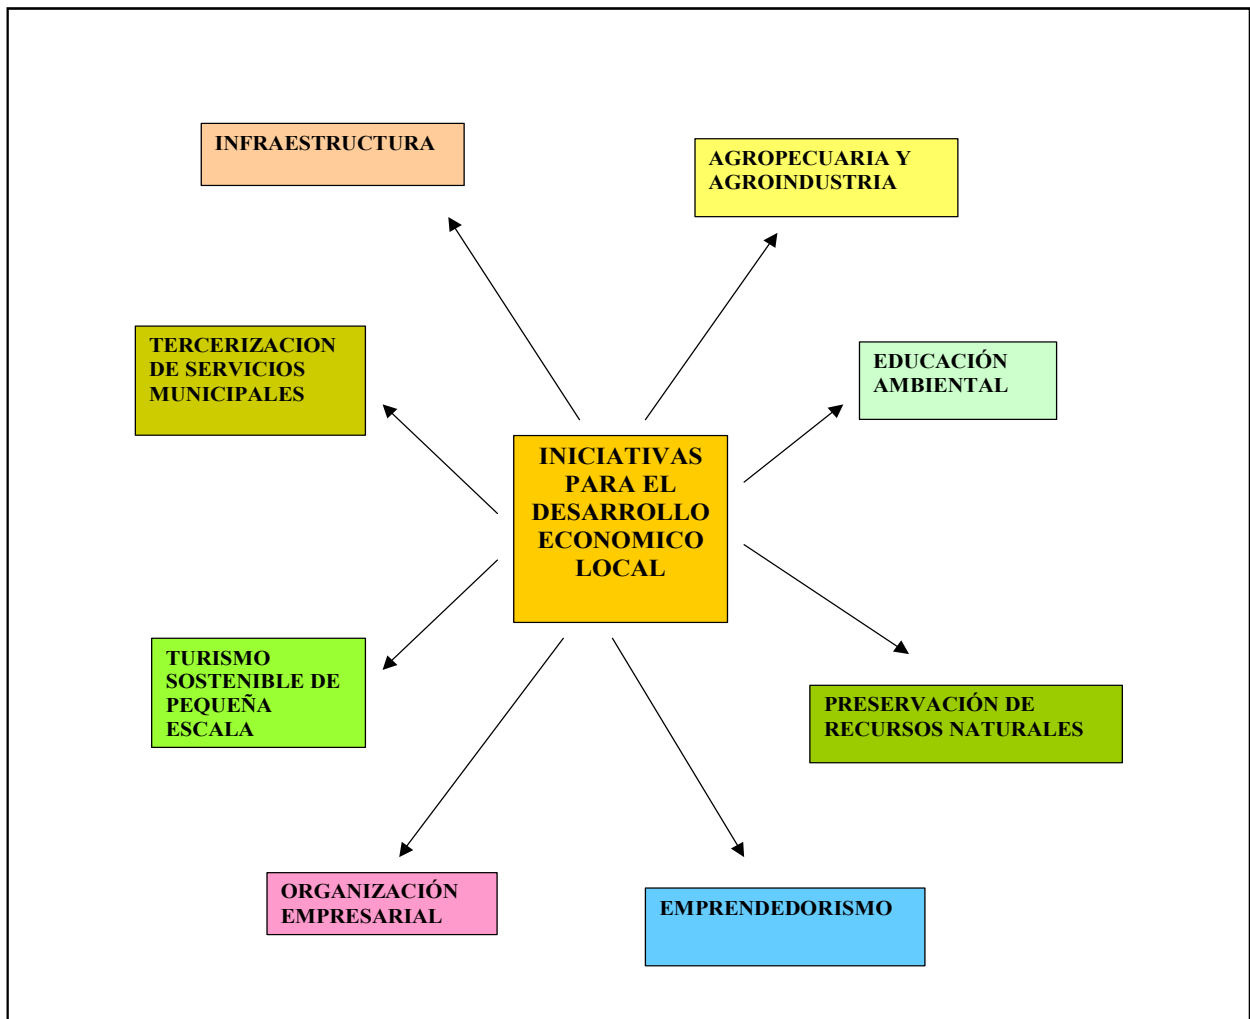 INFRAESTRUCTURA
AGROPECUARIA Y
AGROINDUSTRIA
TERCERIZACION
DE SERVICIOS
MUNICIPALES
EDUCACIÓN
AMBIENTAL
INICIATIVAS
PARA EL
DESARROLLO
ECONOMICO
LOCAL
TURISMO
SOSTENIBLE DE
PEQUEÑA
ESCALA
PRESERVACIÓN DE
RECURSOS NATURALES
ORGANIZACIÓN
EMPRESARIAL
EMPRENDEDORISMO